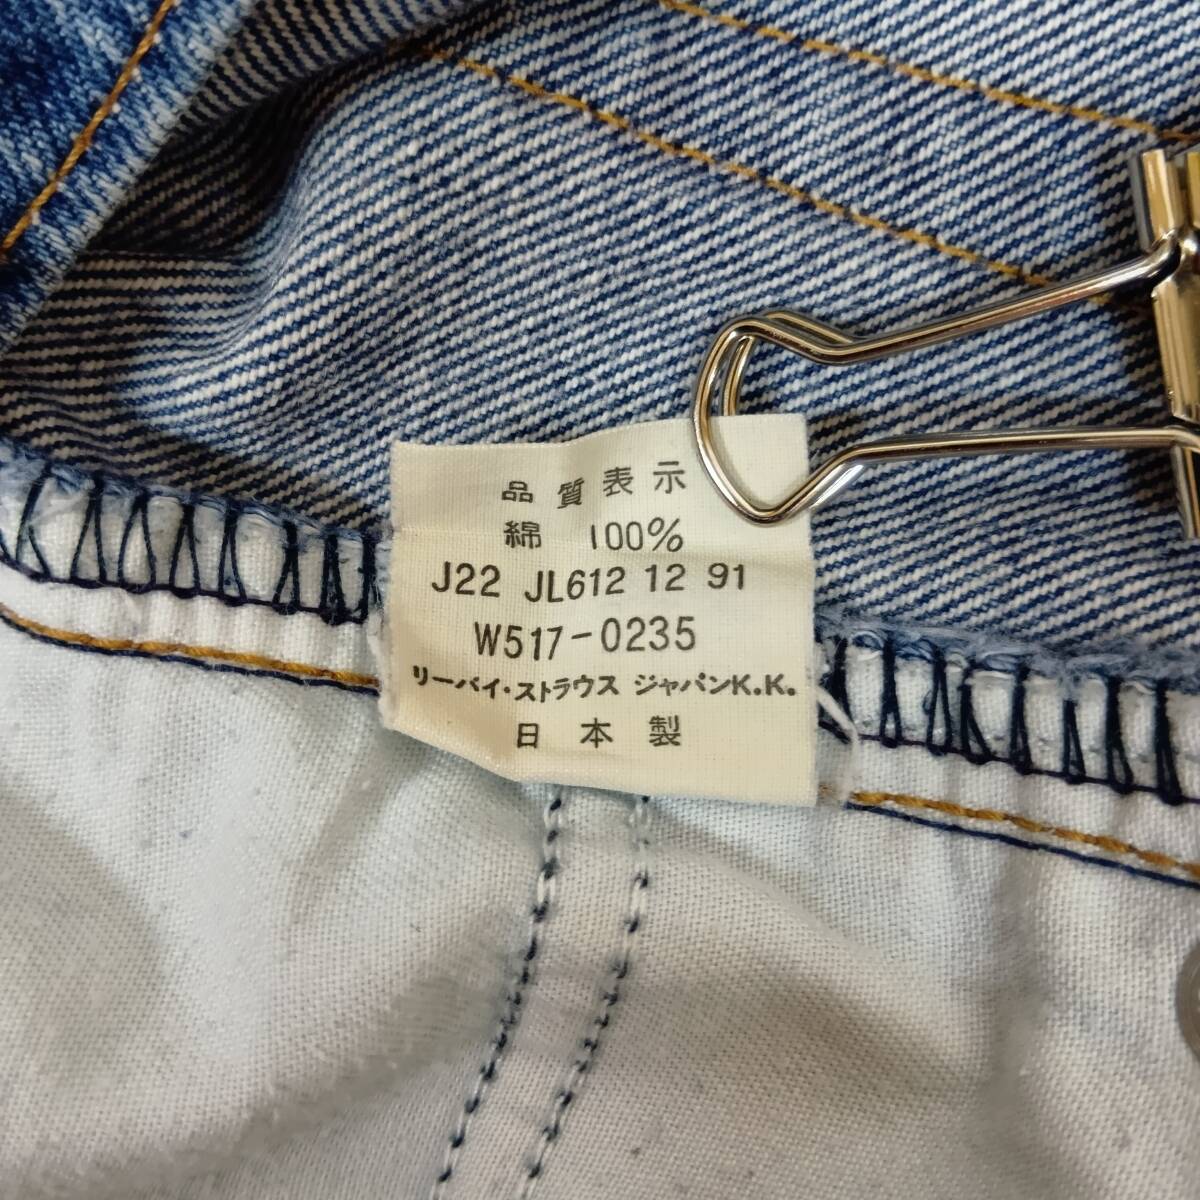 品質表示
綿 100%
J22 JL612 12 91
W517-0235
リーバイ・ストラウス ジャパンK.K.
日本製